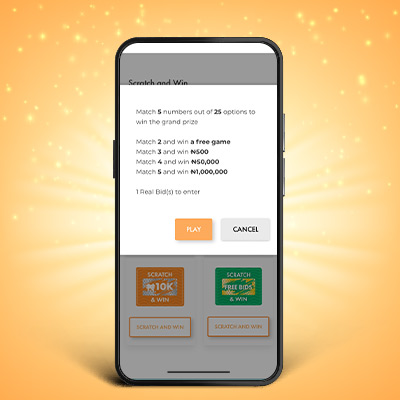 Scratch and Win
Match 5 numbers out of 25 options to
win the grand prize
Match 2 and win a free game
Match 3 and win ₦500
Match 4 and win ₦50,000
Match 5 and win ₦1,000,000
1 Real Bid(s) to enter
PLAY
CANCEL
SCRATCH
₦10K
& WIN
SCRATCH
FREE BIDS
& WIN
SCRATCH AND WIN
SCRATCH AND WIN